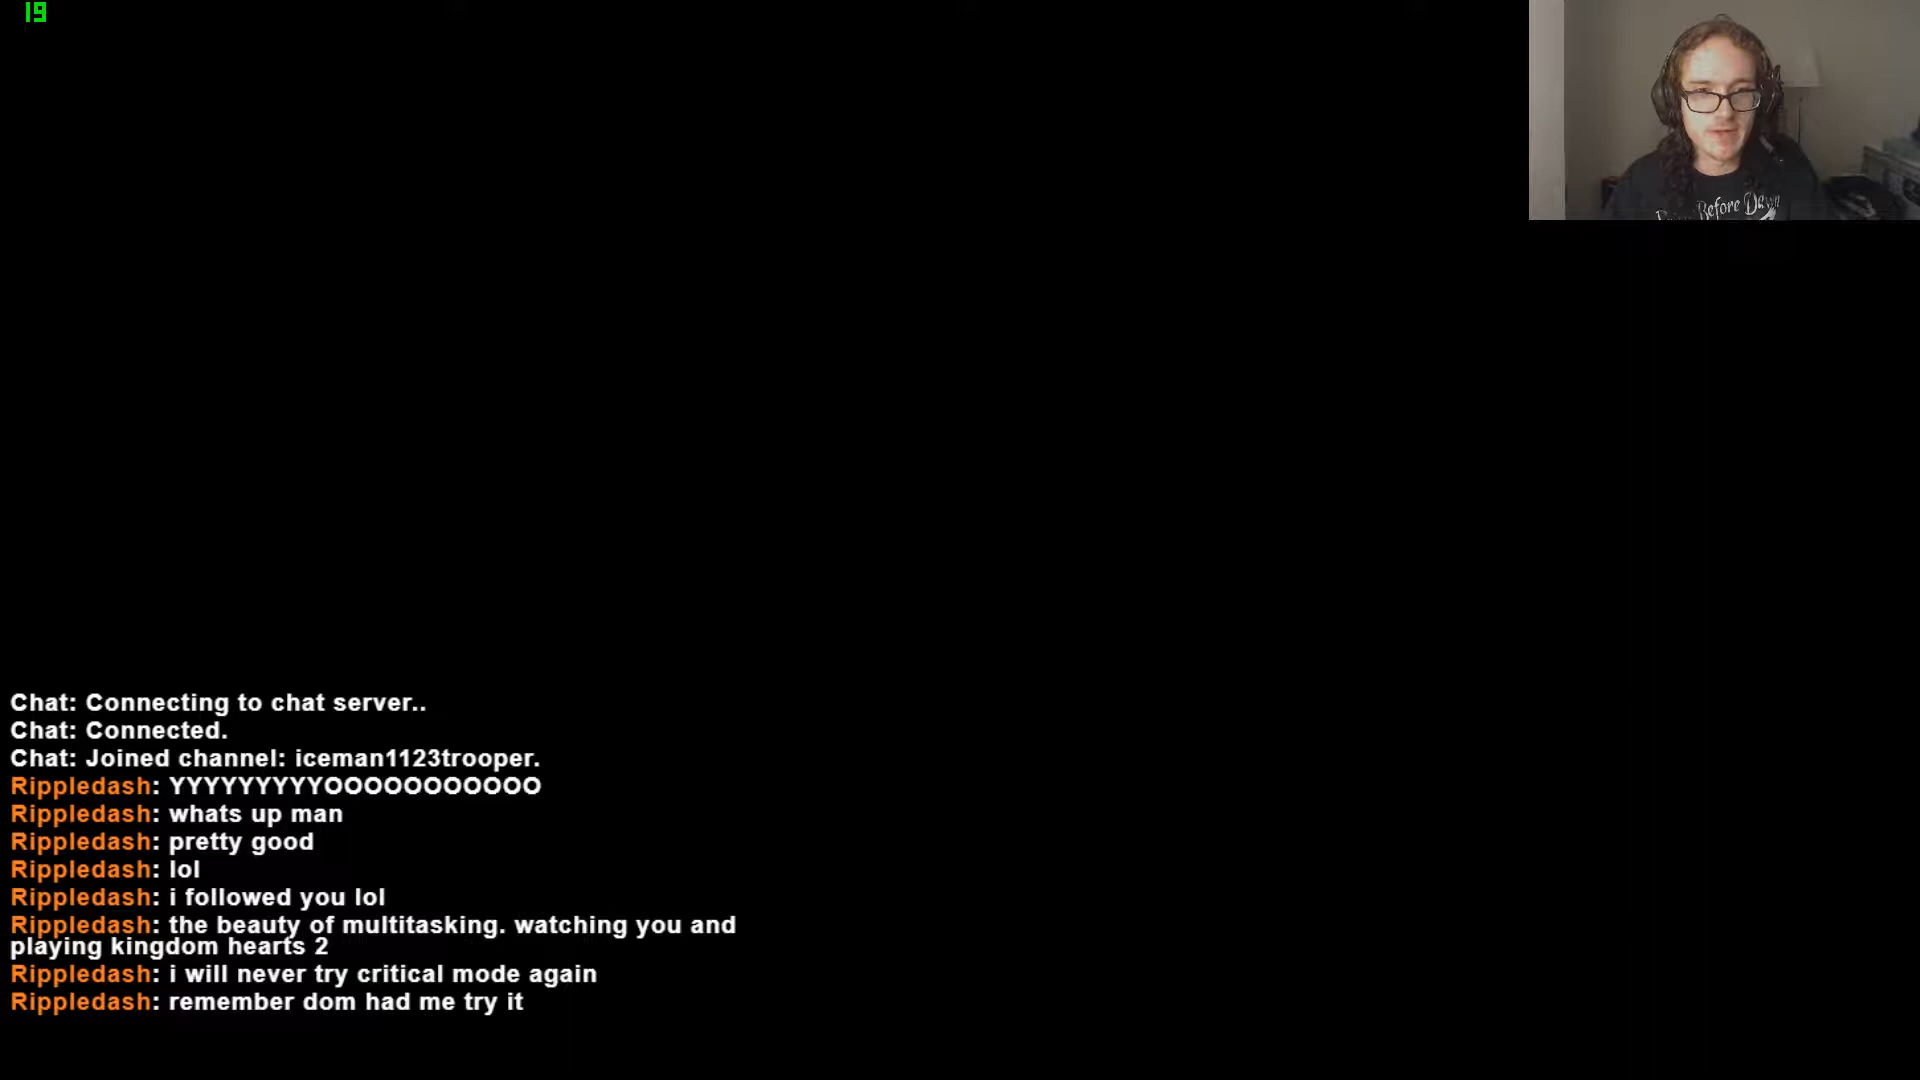 19
Before Dawn
Chat: Connecting to chat server..
Chat: Connected.
Chat: Joined channel: iceman1123trooper.
Rippledash: YYYYYYYYYOOOOOOOOOOO
Rippledash: whats up man
Rippledash: pretty good
Rippledash: lol
Rippledash: i followed you lol
Rippledash: the beauty of multitasking. watching you and
playing kingdom hearts 2
Rippledash: i will never try critical mode again
Rippledash: remember dom had me try it